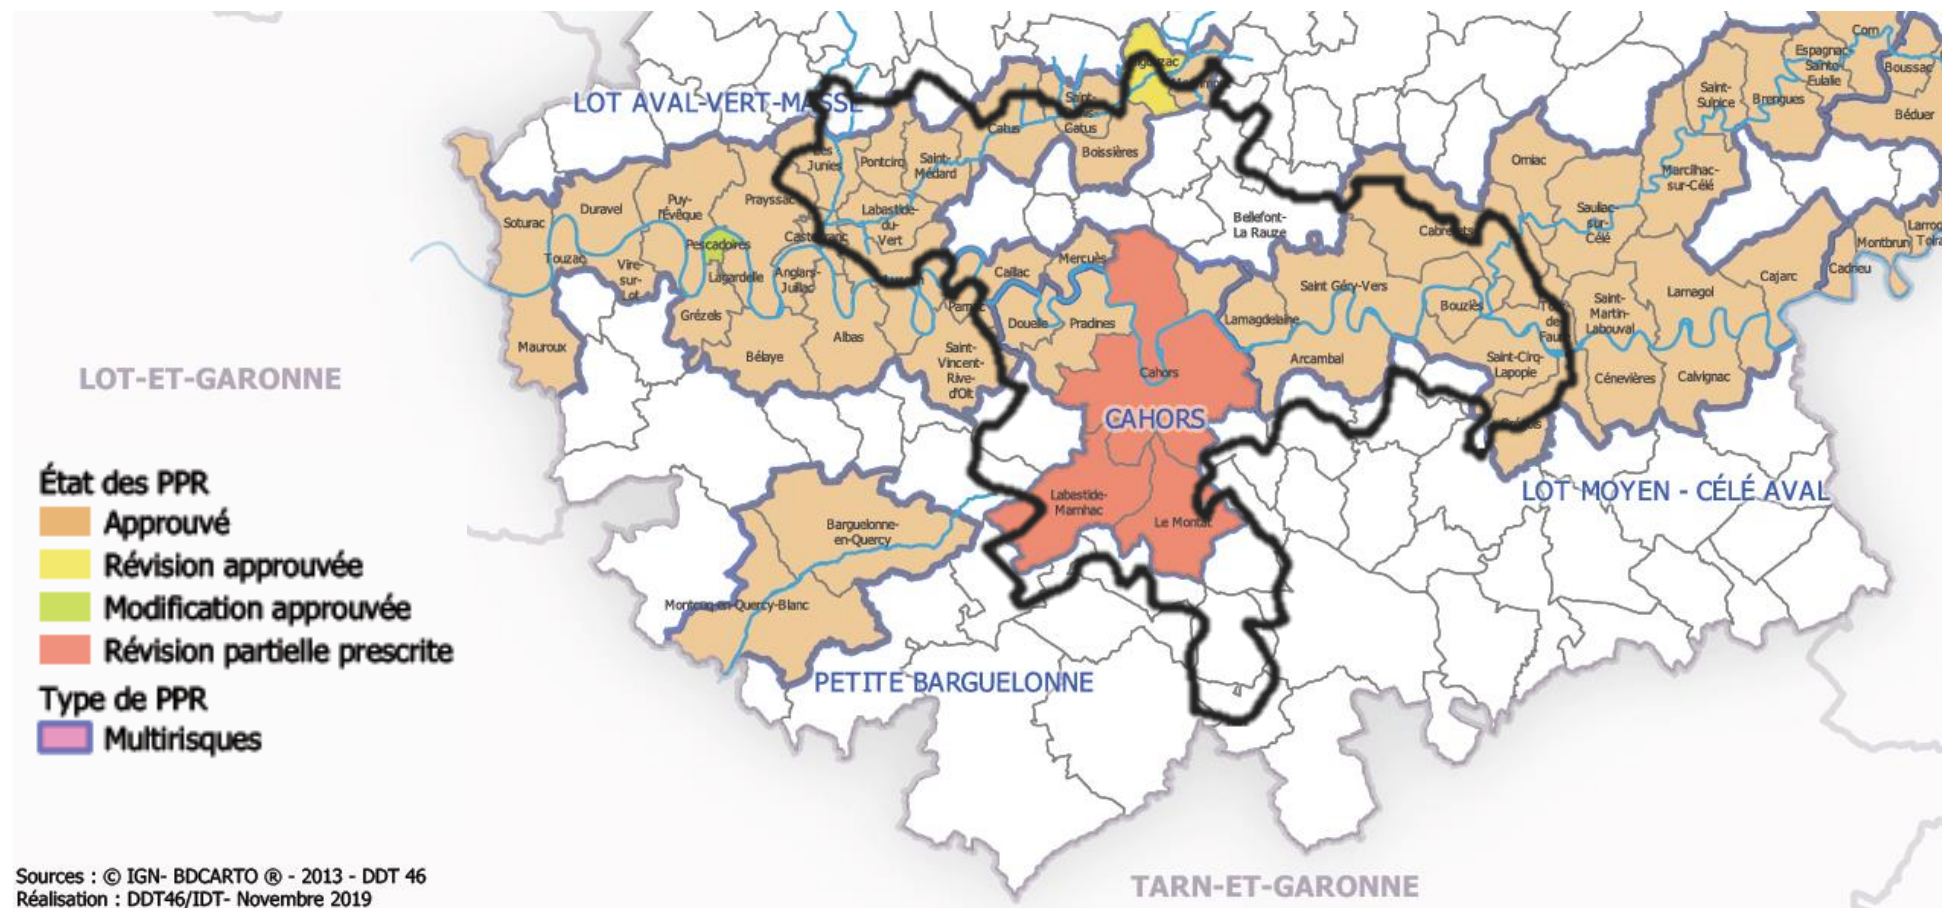 Corn
Espagnac-
Sainte-
Eulalie
Boussac
Saint-
Sulpice
Brengues
Béduer
LOT AVAL-VERT-MASSE
Saint-
Catus
Catus
Boissières
Les
Junies
Pontcirq
Saint-
Médard
Orniac
Marcilhac-
sur-Célé
Soturac
Duravel
Puy-
l'Évêque
Prayssac
Labastide-
du-
Vert
Bellefont-
La Rauze
Cabrerets
Sauliac-
sur-
Célé
Montbrun
Pescadoires
Touzac
Vire-
sur-
Lot
Lagardelle
Anglars-
Juillac
Caillac
Mercuès
Saint Géry-Vers
Bouziès
Saint-
Martin-
Labouval
Larnagol
Cajarc
Cadrieu
Grézels
Mauroux
Bélaye
Albas
Parnac
Douelle
Pradines
Lamagdelaine
Saint-
Vincent-
Rive-
d'Olt
Cahors
Arcambal
Saint-Cirq-
Lapopie
Cénevières
Calvignac
LOT-ET-GARONNE
CAHORS
LOT MOYEN - CÉLÉ AVAL
Labastide-
Marnhac
Le Montat
Barguelonne-
en-Quercy
Montcuq-en-Quercy-Blanc
PETITE BARGUELONNE
État des PPR
Approuvé
Révision approuvée
Modification approuvée
Révision partielle prescrite
Type de PPR
Multirisques
Sources : © IGN- BDCARTO ® - 2013 - DDT 46
Réalisation : DDT46/IDT- Novembre 2019
TARN-ET-GARONNE